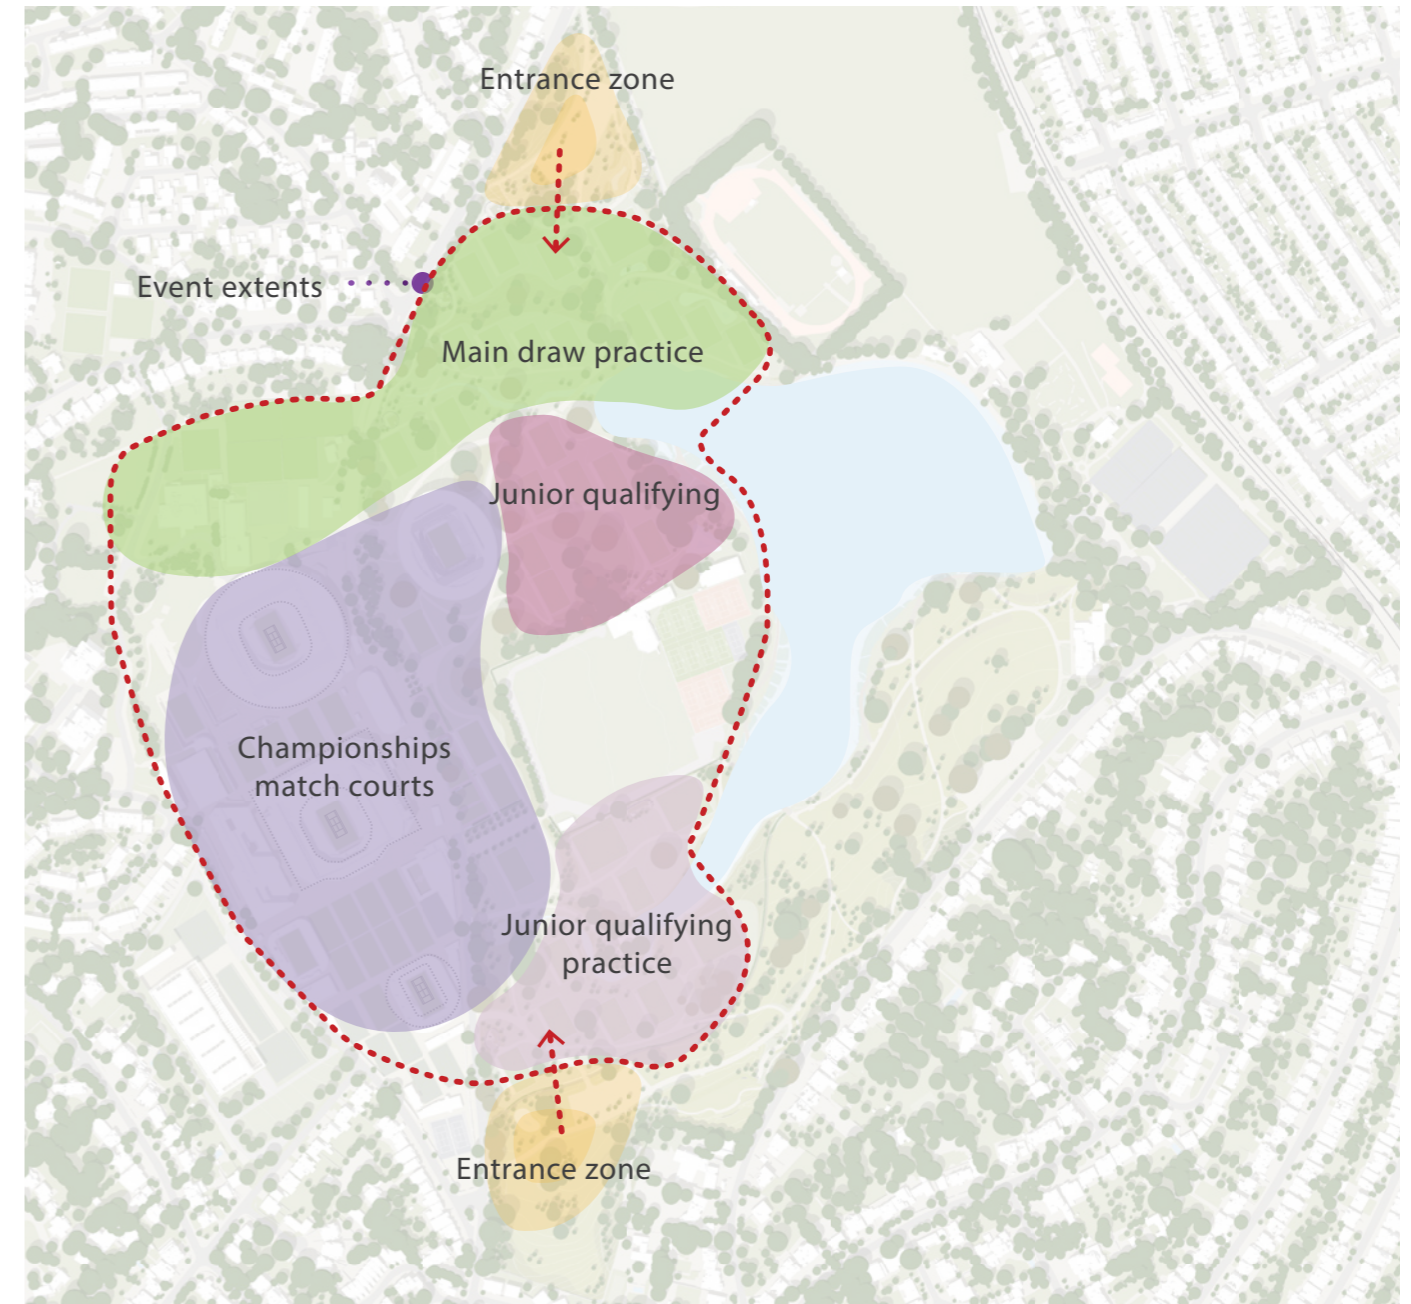 Entrance zone
Event extents
Main draw practice
Junior qualifying
Championships
match courts
Junior qualifying
practice
Entrance zone